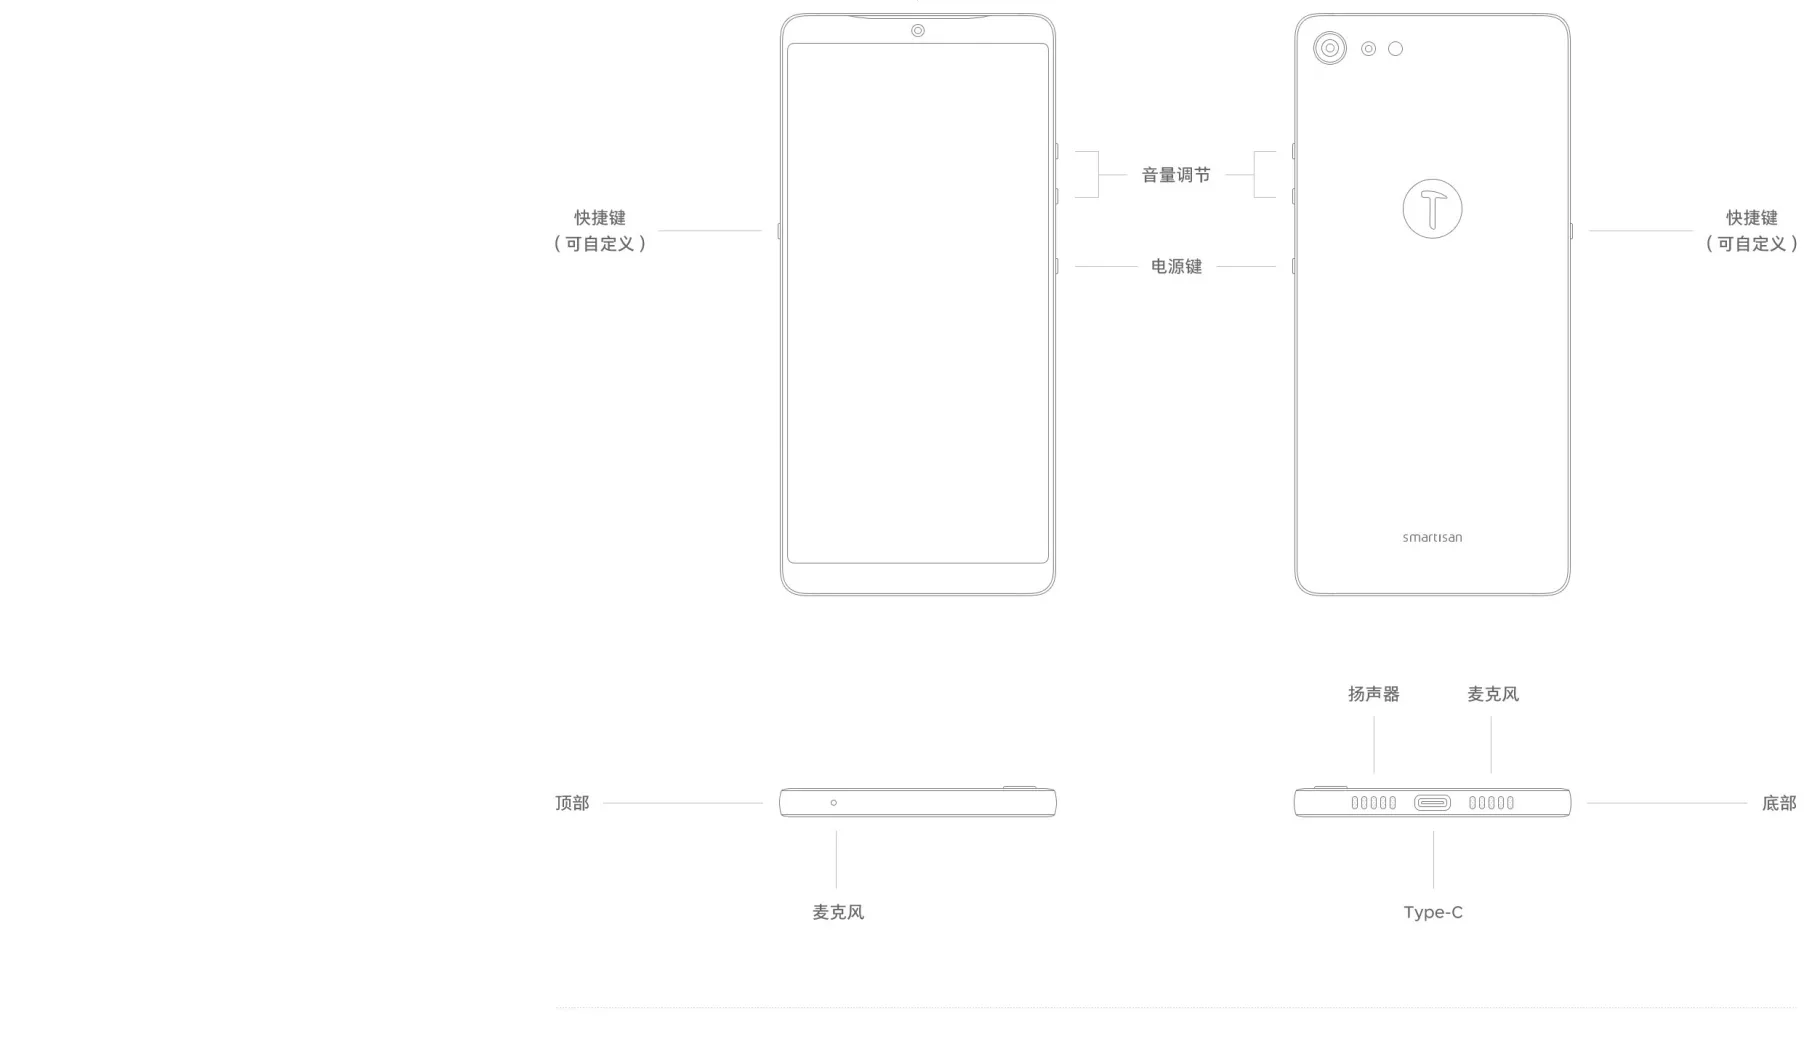 音量调节
快捷键
（可自定义）
快捷键
（可自定义）
电源键
smartisan
扬声器
麦克风
顶部
底部
麦克风
Type-C